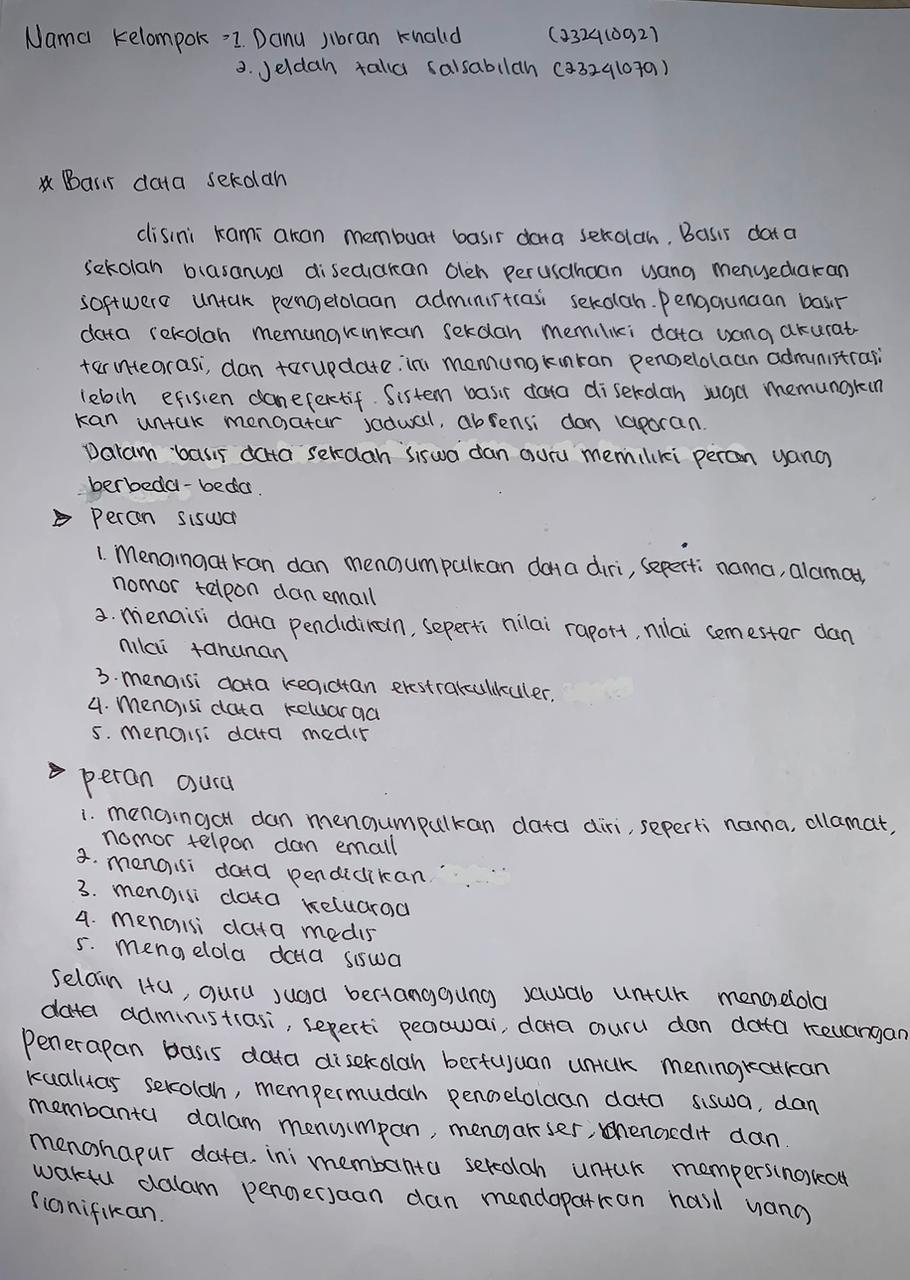 Nama Kelompok = 1. Danu Jibran Khalid (232410092)
2. Jeldah talia salsabilah (23241079)
* Basis data sekolah
disini kami akan membuat basis data sekolah. Basis data
sekolah biasanya disediakan oleh perusahaan yang menyediakan
softwere untuk pengelolaan administrasi sekolah. Penggunaan basis
data sekolah memungkinkan sekolah memiliki data yang akurat
terintegrasi, dan terupdate. ini memungkinkan pengelolaan administrasi
lebih efisien dan efektif. Sistem basis data di sekolah juga memungkin
kan untuk mengatur jadwal, absensi dan laporan.
Dalam basis data sekolah siswa dan guru memiliki peran yang
berbeda-beda.
➤ Peran siswa
1. Mengingatkan dan mengumpulkan data diri, seperti nama, alamat,
nomor telpon dan email
2. mengisi data pendidikan, seperti nilai raport, nilai semester dan
nilai tahunan
3. mengisi data kegiatan ekstrakulikuler.
4. Mengisi data keluarga
5. mengisi data medis
➤ peran guru
1. mengingat dan mengumpulkan data diri, seperti nama, alamat,
nomor telpon dan email
2. mengisi data pendidikan.
3. mengisi data keluarga
4. mengisi data medis
5. mengelola data siswa
Selain itu, guru juga bertanggung jawab untuk mengelola
data administrasi, seperti pegawai, data guru dan data keuangan
Penerapan basis data disekolah bertujuan untuk meningkatkan
kualitas sekolah, mempermudah pengelolaan data siswa, dan
membantu dalam menyimpan, mengakses, mengedit dan
menghapus data. ini membantu sekolah untuk mempersingkat
waktu dalam pengerjaan dan mendapatkan hasil yang
signifikan.